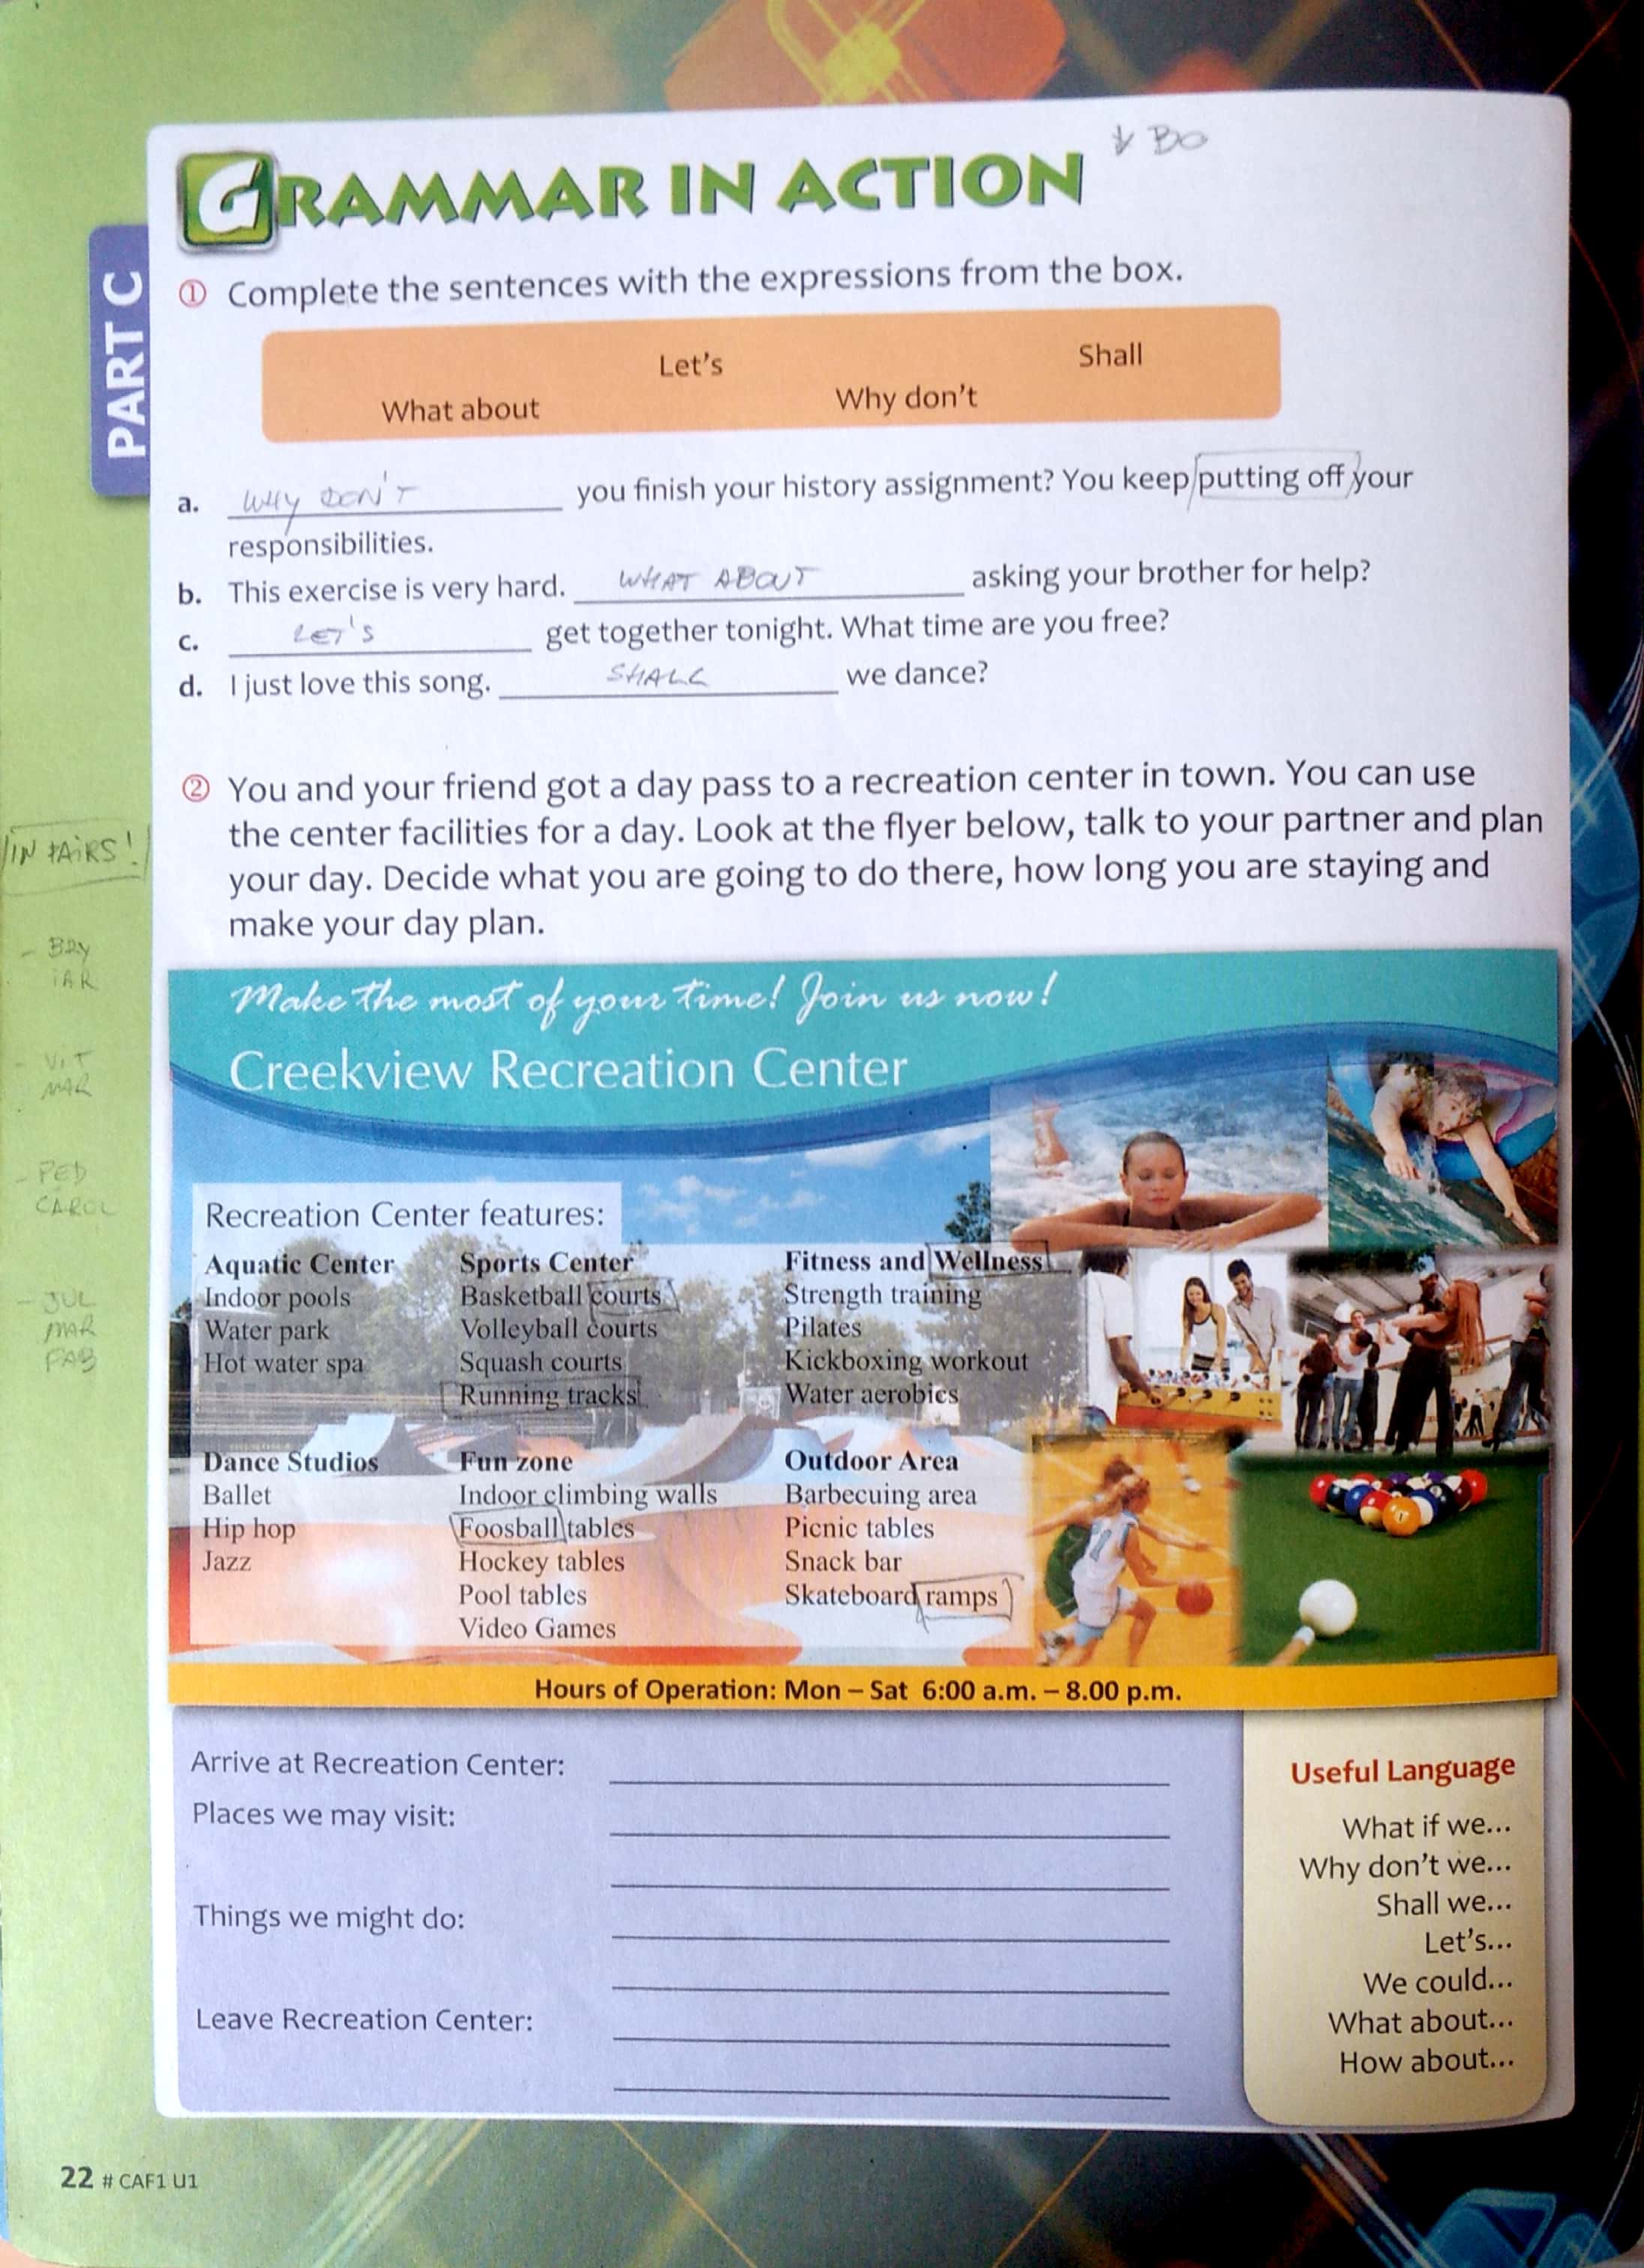 GRAMMAR IN ACTION
↓ BO
PART C
① Complete the sentences with the expressions from the box.
Let's
Shall
What about
Why don't
a. WHY DON'T you finish your history assignment? You keep putting off your
responsibilities.
b. This exercise is very hard. WHAT ABOUT asking your brother for help?
c. LET'S get together tonight. What time are you free?
d. I just love this song. SHALL we dance?
② You and your friend got a day pass to a recreation center in town. You can use
the center facilities for a day. Look at the flyer below, talk to your partner and plan
your day. Decide what you are going to do there, how long you are staying and
make your day plan.
IN PAIRS!
- BRY
IAR
- VIT
MAR
- PED
CAROL
- JUL
MAR
FAB
Make the most of your time! Join us now!
Creekview Recreation Center
Recreation Center features:
Aquatic Center
Indoor pools
Water park
Hot water spa
Sports Center
Basketball courts
Volleyball courts
Squash courts
Running tracks
Fitness and Wellness
Strength training
Pilates
Kickboxing workout
Water aerobics
Dance Studios
Ballet
Hip hop
Jazz
Fun zone
Indoor climbing walls
Foosball tables
Hockey tables
Pool tables
Video Games
Outdoor Area
Barbecuing area
Picnic tables
Snack bar
Skateboard ramps
Hours of Operation: Mon – Sat 6:00 a.m. – 8.00 p.m.
Arrive at Recreation Center:
Places we may visit:
Things we might do:
Leave Recreation Center:
Useful Language
What if we...
Why don't we...
Shall we...
Let's...
We could...
What about...
How about...
22 # CAF1 U1